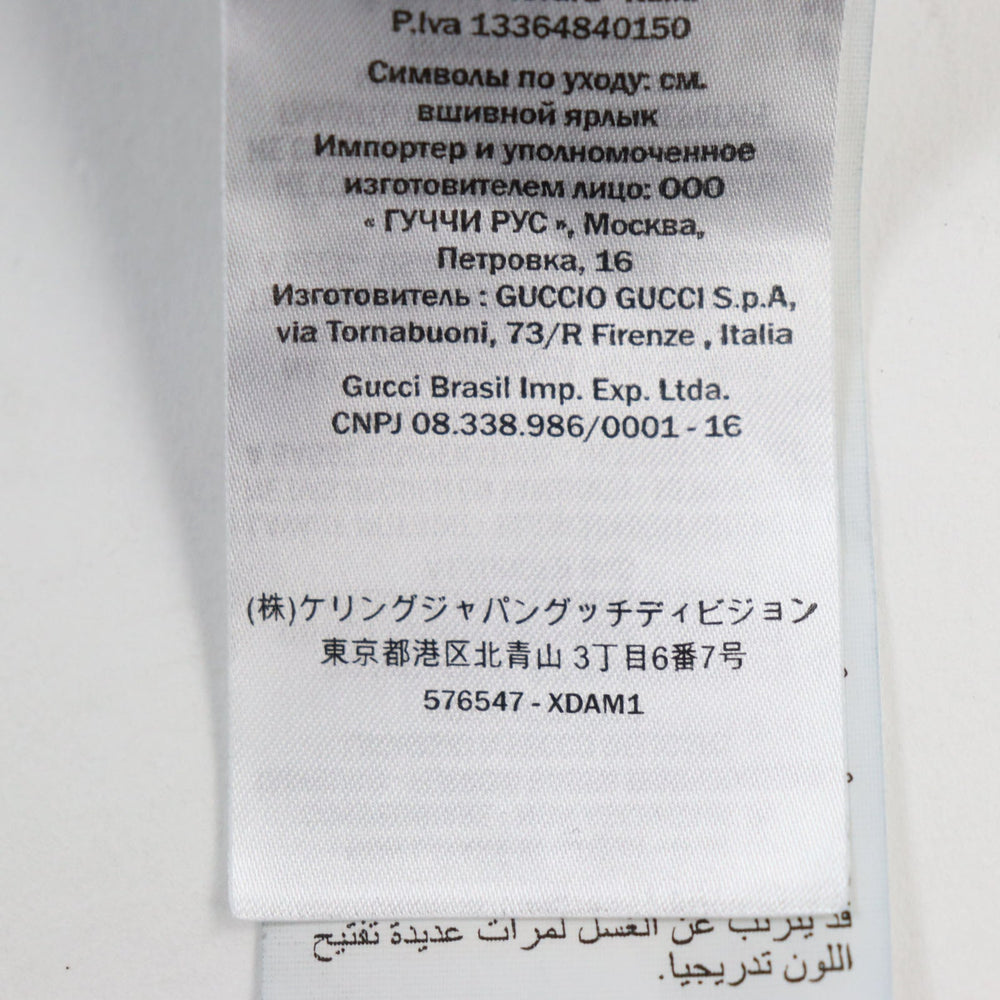 P.Iva 13364840150
Символы по уходу: см.
вшивной ярлык
Импортер и уполномоченное
изготовителем лицо: ООО
« ГУЧЧИ РУС », Москва,
Петровка, 16
Изготовитель : GUCCIO GUCCI S.p.A,
via Tornabuoni, 73/R Firenze , Italia
Gucci Brasil Imp. Exp. Ltda.
CNPJ 08.338.986/0001 - 16
(株)ケリングジャパングッチディビジョン
東京都港区北青山 3丁目6番7号
576547 - XDAM1
قد يترتب عن الغسل لمرات عديدة تفتيح
اللون تدريجيا.